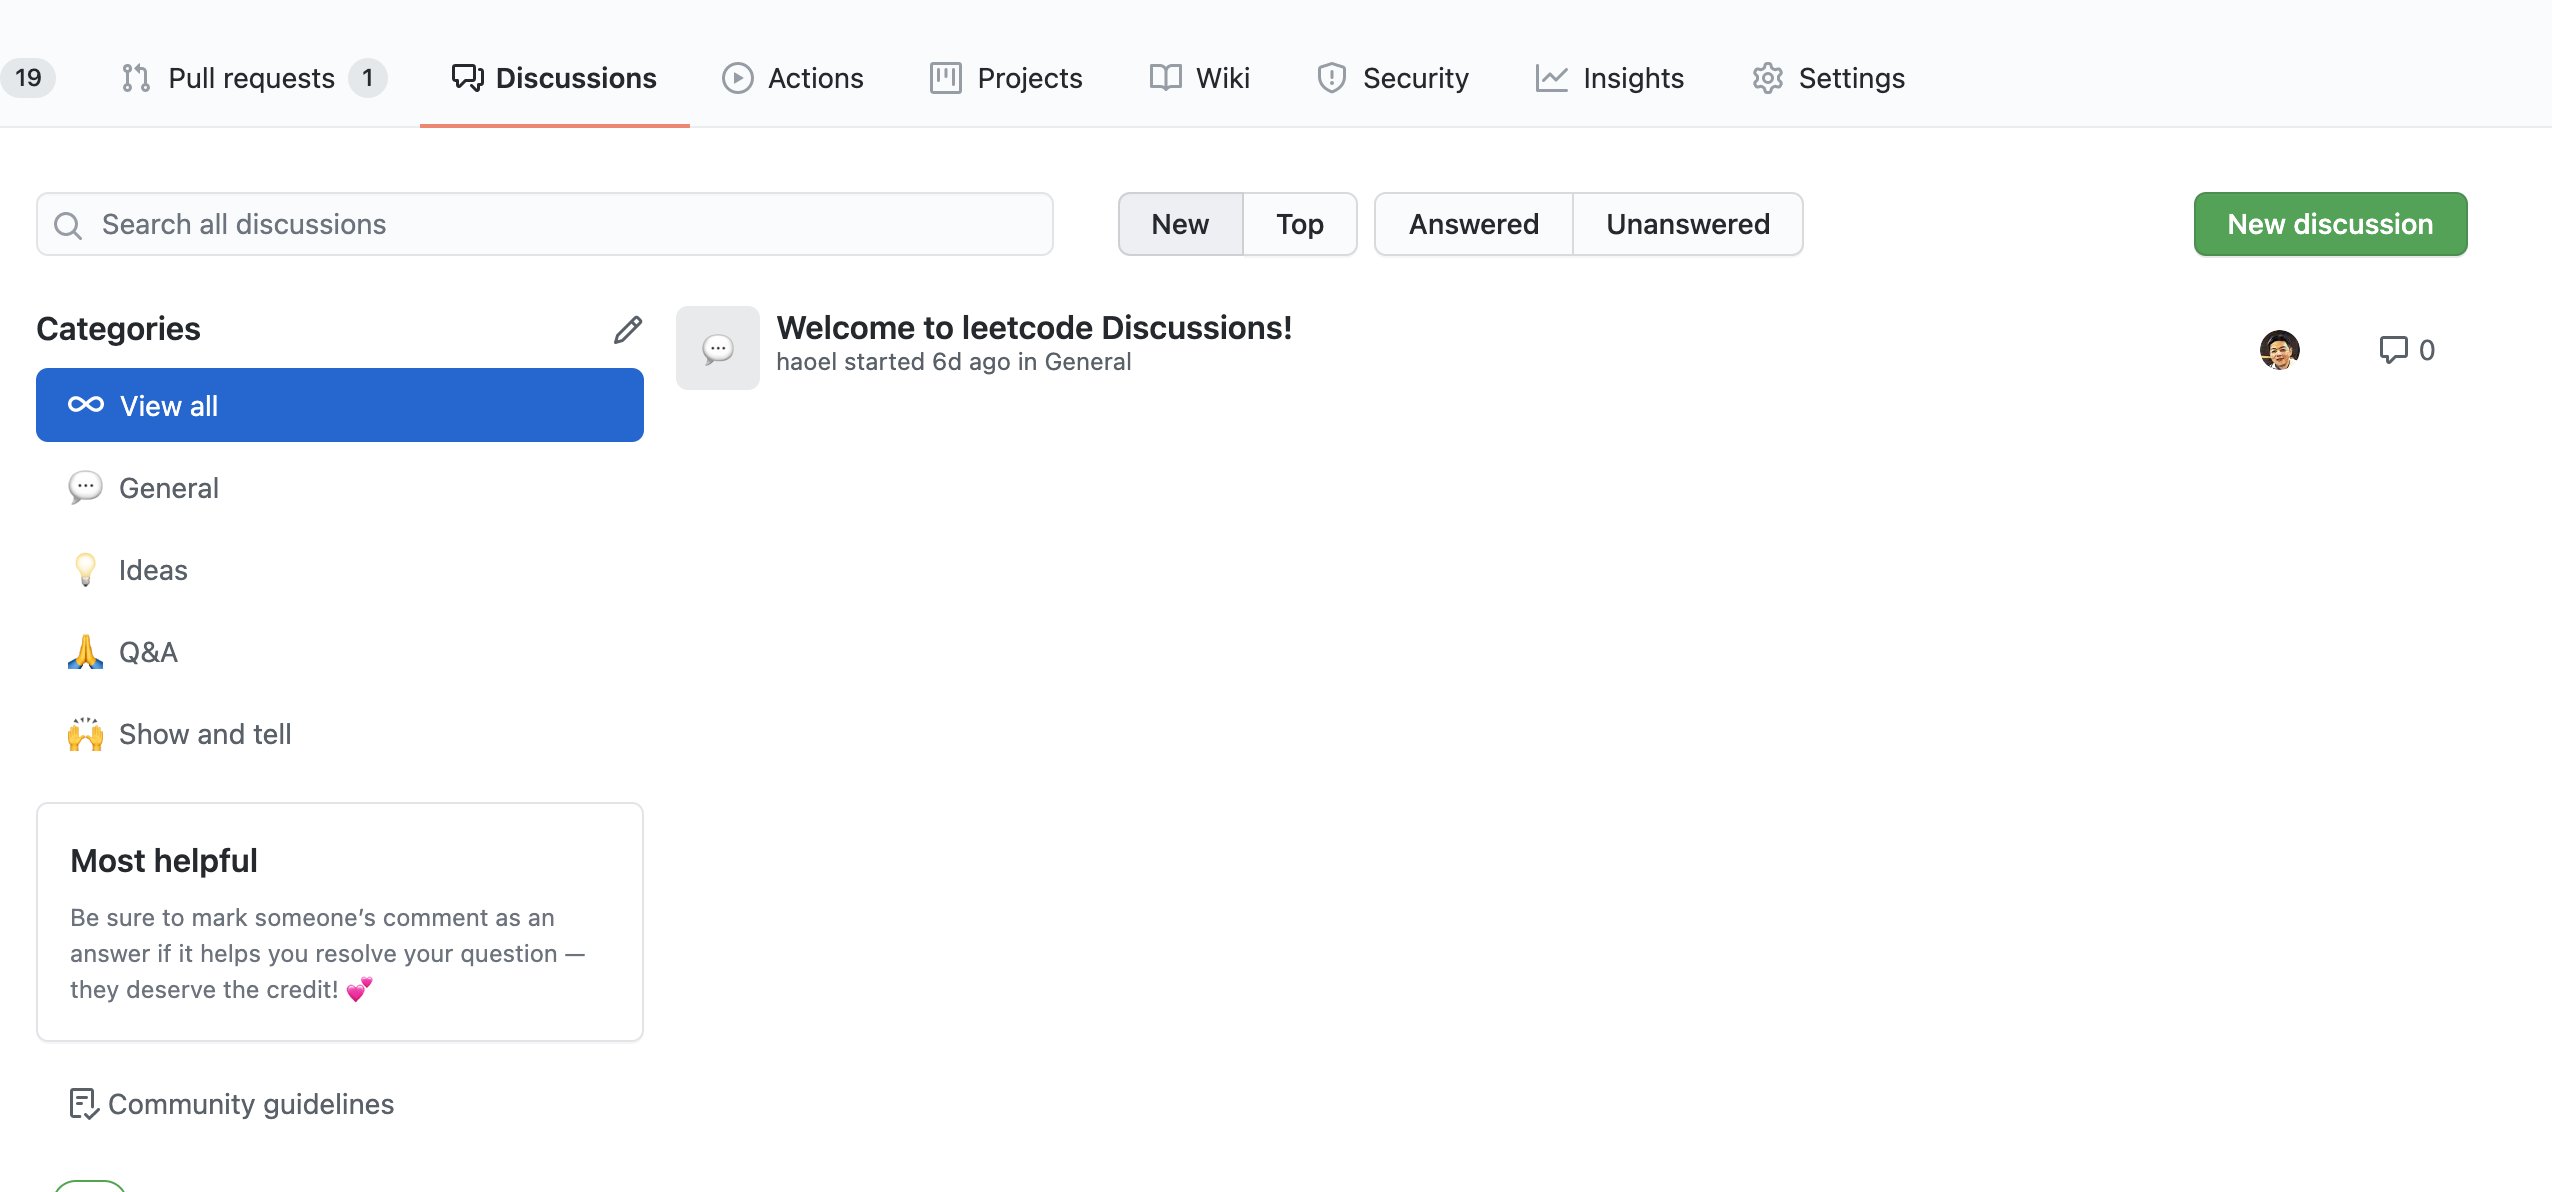 19 Pull requests 1 Discussions Actions Projects Wiki Security Insights Settings
Search all discussions New Top Answered Unanswered New discussion
Categories
View all
General
Ideas
Q&A
Show and tell
Welcome to leetcode Discussions!
haoel started 6d ago in General
0
Most helpful
Be sure to mark someone’s comment as an
answer if it helps you resolve your question —
they deserve the credit! 💕
Community guidelines